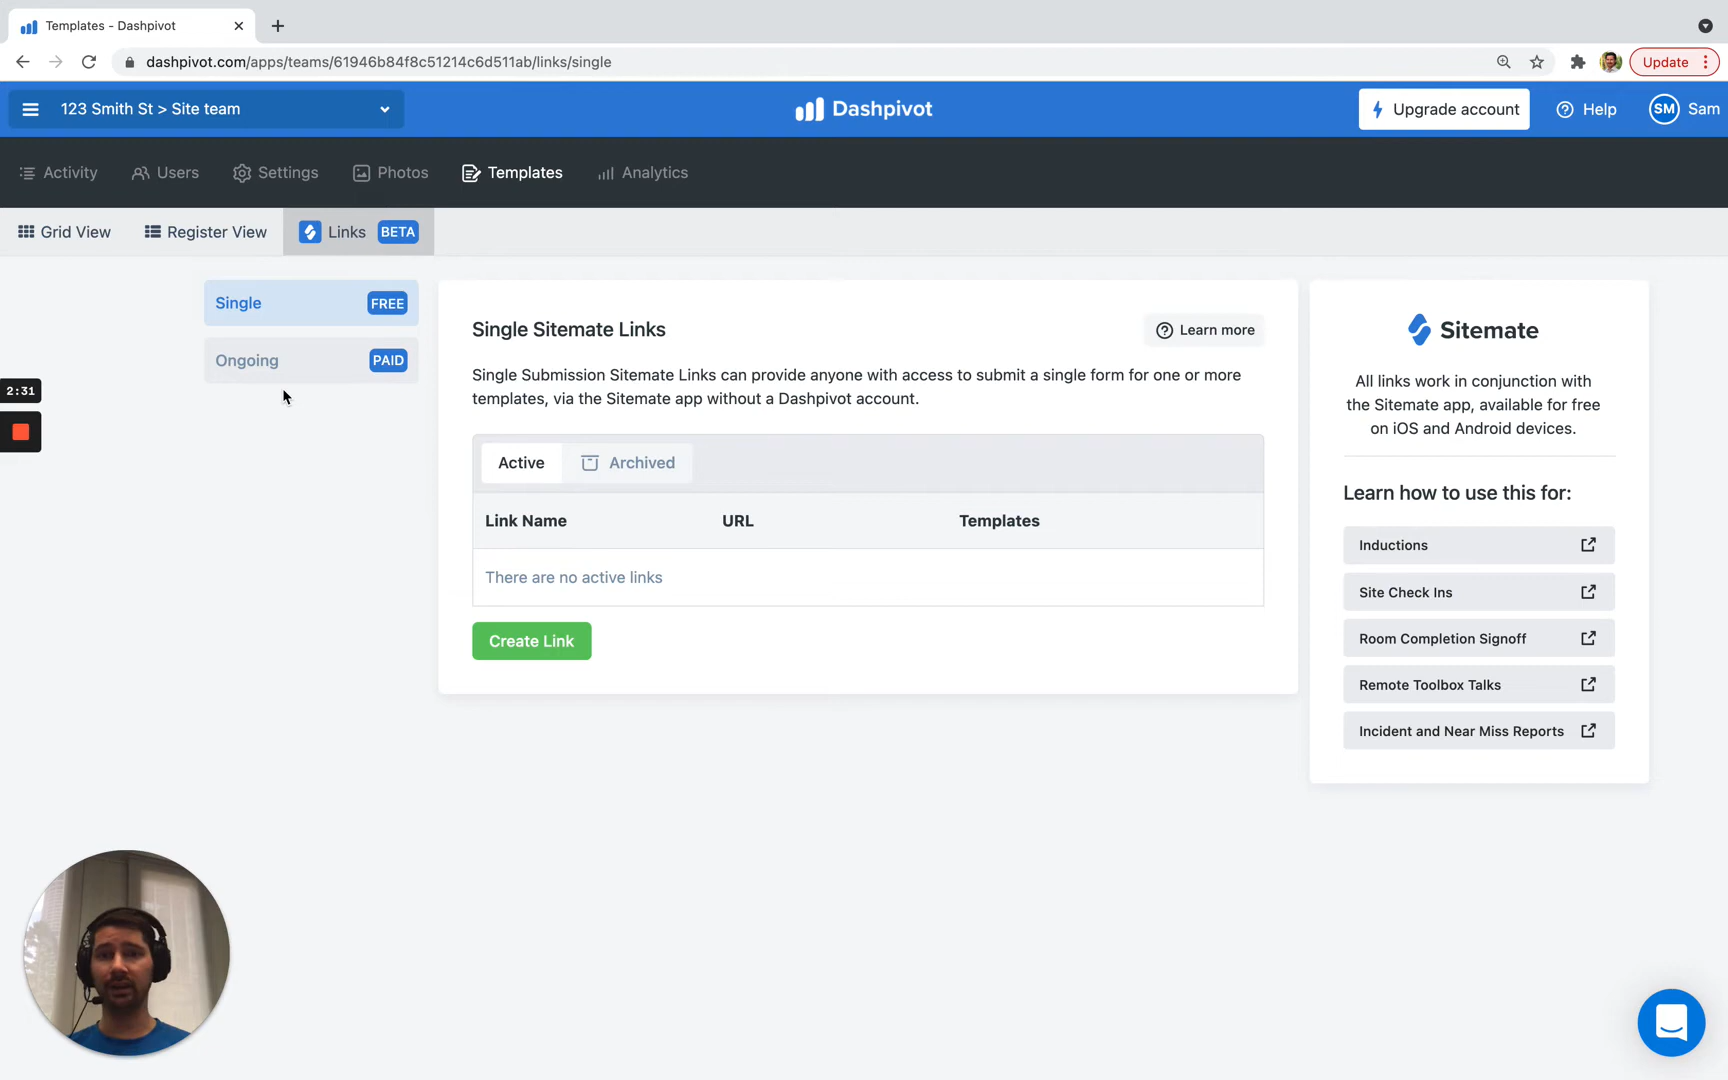 Templates - Dashpivot
dashpivot.com/apps/teams/61946b84f8c51214c6d511ab/links/single
Update
123 Smith St > Site team
Dashpivot
Upgrade account
Help
SM
Sam
Activity
Users
Settings
Photos
Templates
Analytics
Grid View
Register View
Links
BETA
Single
FREE
Ongoing
PAID
2:31
Single Sitemate Links
Learn more
Single Submission Sitemate Links can provide anyone with access to submit a single form for one or more
templates, via the Sitemate app without a Dashpivot account.
Active
Archived
Link Name
URL
Templates
There are no active links
Create Link
Sitemate
All links work in conjunction with
the Sitemate app, available for free
on iOS and Android devices.
Learn how to use this for:
Inductions
Site Check Ins
Room Completion Signoff
Remote Toolbox Talks
Incident and Near Miss Reports